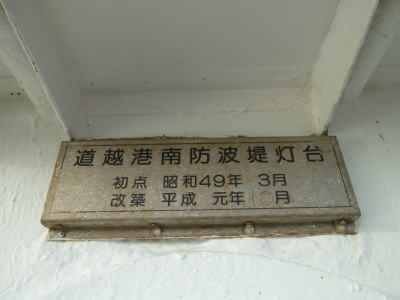 道越港南防波堤灯台
初点 昭和49年 3月
改築 平成 元年 月